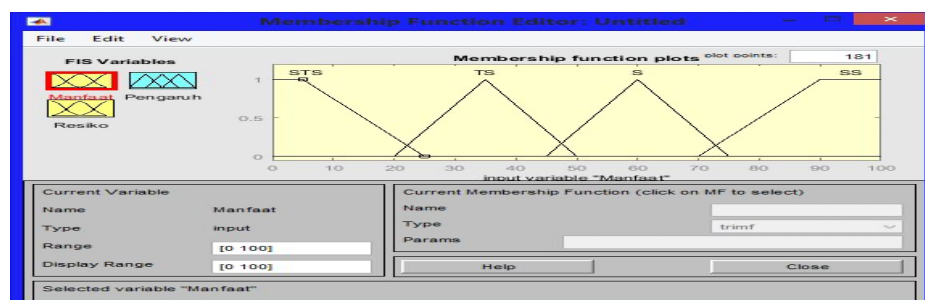 Membership Function Editor: Untitled
File Edit View
FIS Variables
Manfaat Pengaruh
Resiko
Membership function plots
plot points:
181
STS TS S SS
1
0.5
0
0 10 20 30 40 50 60 70 80 90 100
input variable "Manfaat"
Current Variable
Name Manfaat
Type input
Range [0 100]
Display Range [0 100]
Current Membership Function (click on MF to select)
Name
Type trimf
Params
Help Close
Selected variable "Manfaat"